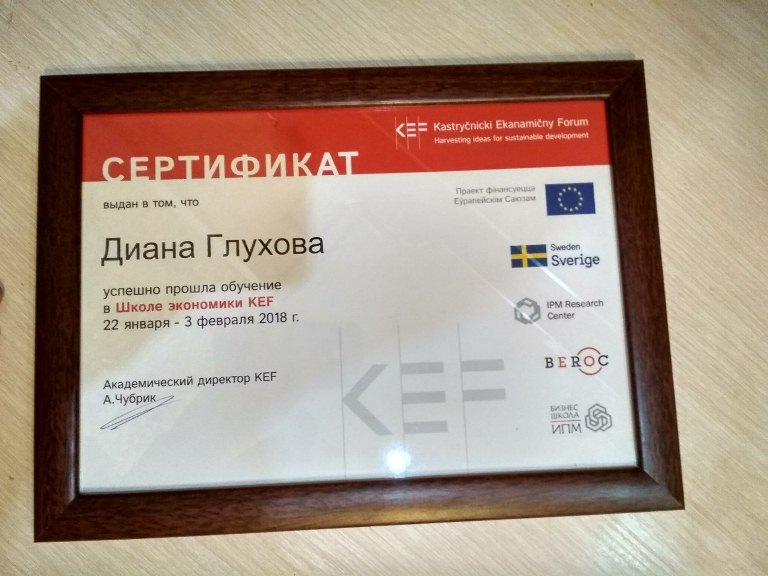 KEF Kastryčnicki Ekanamičny Forum
Harvesting ideas for sustainable development
СЕРТИФИКАТ
выдан в том, что
Праект фінансуецца
Еўрапейскім Саюзам
Диана Глухова
Sweden
Sverige
успешно прошла обучение
в Школе экономики KEF
22 января - 3 февраля 2018 г.
IPM Research
Center
BEROC
Академический директор KEF
А.Чубрик
KEF
БИЗНЕС
ШКОЛА
ИПМ